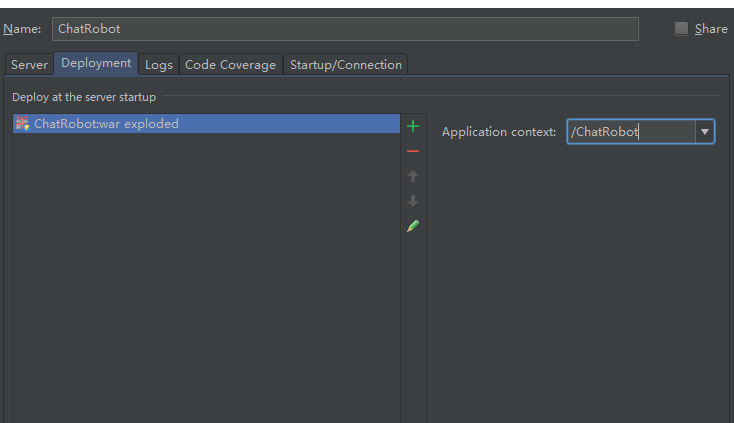 Name: ChatRobot Share
Server Deployment Logs Code Coverage Startup/Connection
Deploy at the server startup
ChatRobot:war exploded
Application context: /ChatRobot